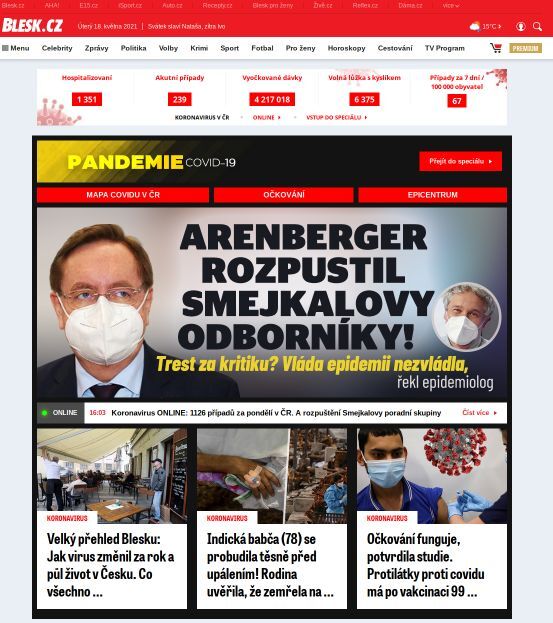 Blesk.cz AHA! E15.cz iSport.cz Auto.cz Recepty.cz Blesk pro ženy Živě.cz Reflex.cz Dáma.cz více
BLESK.CZ Úterý 18. května 2021 Svátek slaví Nataša, zítra Ivo 15°C
Menu Celebrity Zprávy Politika Volby Krimi Sport Fotbal Pro ženy Horoskopy Cestování TV Program PREMIUM
Hospitalizovaní
1 351
Akutní případy
239
Vyočkované dávky
4 217 018
Volná lůžka s kyslíkem
6 375
Případy za 7 dní /
100 000 obyvatel
67
KORONAVIRUS V ČR ONLINE VSTUP DO SPECIÁLU
PANDEMIE COVID-19
Přejít do speciálu
MAPA COVIDU V ČR OČKOVÁNÍ EPICENTRUM
ARENBERGER
ROZPUSTIL
SMEJKALOVY
ODBORNÍKY!
Trest za kritiku? Vláda epidemii nezvládla,
řekl epidemiolog
ONLINE 16:03 Koronavirus ONLINE: 1126 případů za pondělí v ČR. A rozpuštění Smejkalovy poradní skupiny Číst více
KORONAVIRUS
Velký přehled Blesku:
Jak virus změnil za rok a
půl život v Česku. Co
všechno ...
KORONAVIRUS
Indická babča (78) se
probudila těsně před
upálením! Rodina
uvěřila, že zemřela na ...
KORONAVIRUS
Očkování funguje,
potvrdila studie.
Protilátky proti covidu
má po vakcinaci 99 ...